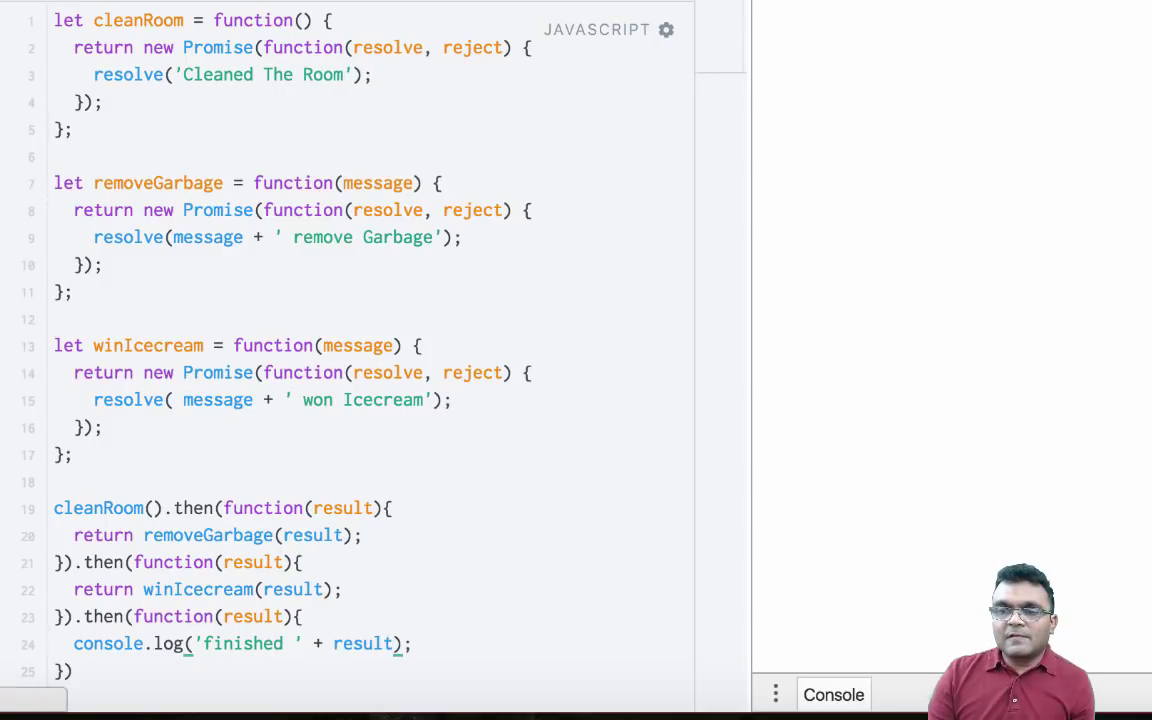 1 let cleanRoom = function() {
JAVASCRIPT
2 return new Promise(function(resolve, reject) {
3 resolve('Cleaned The Room');
4 });
5 };
6
7 let removeGarbage = function(message) {
8 return new Promise(function(resolve, reject) {
9 resolve(message + ' remove Garbage');
10 });
11 };
12
13 let winIcecream = function(message) {
14 return new Promise(function(resolve, reject) {
15 resolve( message + ' won Icecream');
16 });
17 };
18
19 cleanRoom().then(function(result){
20 return removeGarbage(result);
21 }).then(function(result){
22 return winIcecream(result);
23 }).then(function(result){
24 console.log('finished ' + result);
25 })
Console